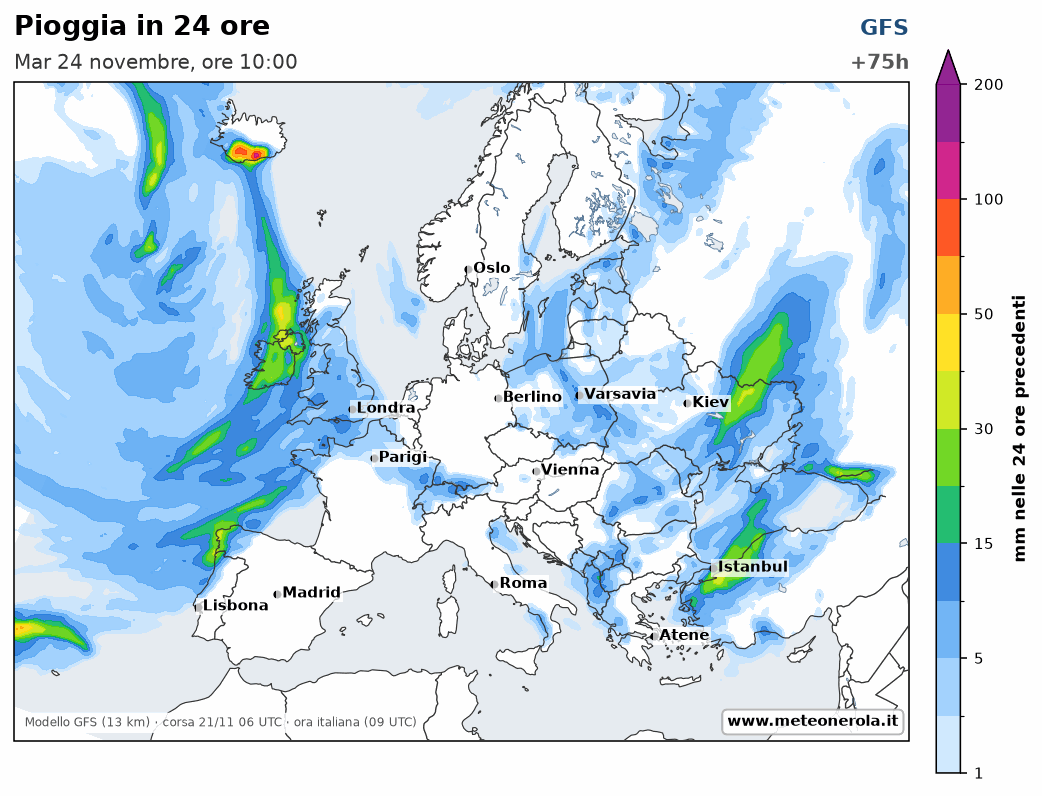 Pioggia in 24 ore
GFS
Mar 24 novembre, ore 10:00
+75h
200
100
50
30
15
5
1
mm nelle 24 ore precedenti
Oslo
Berlino
Varsavia
Londra
Kiev
Parigi
Vienna
Istanbul
Roma
Madrid
Lisbona
Atene
Modello GFS (13 km) · corsa 21/11 06 UTC · ora italiana (09 UTC)
www.meteonerola.it